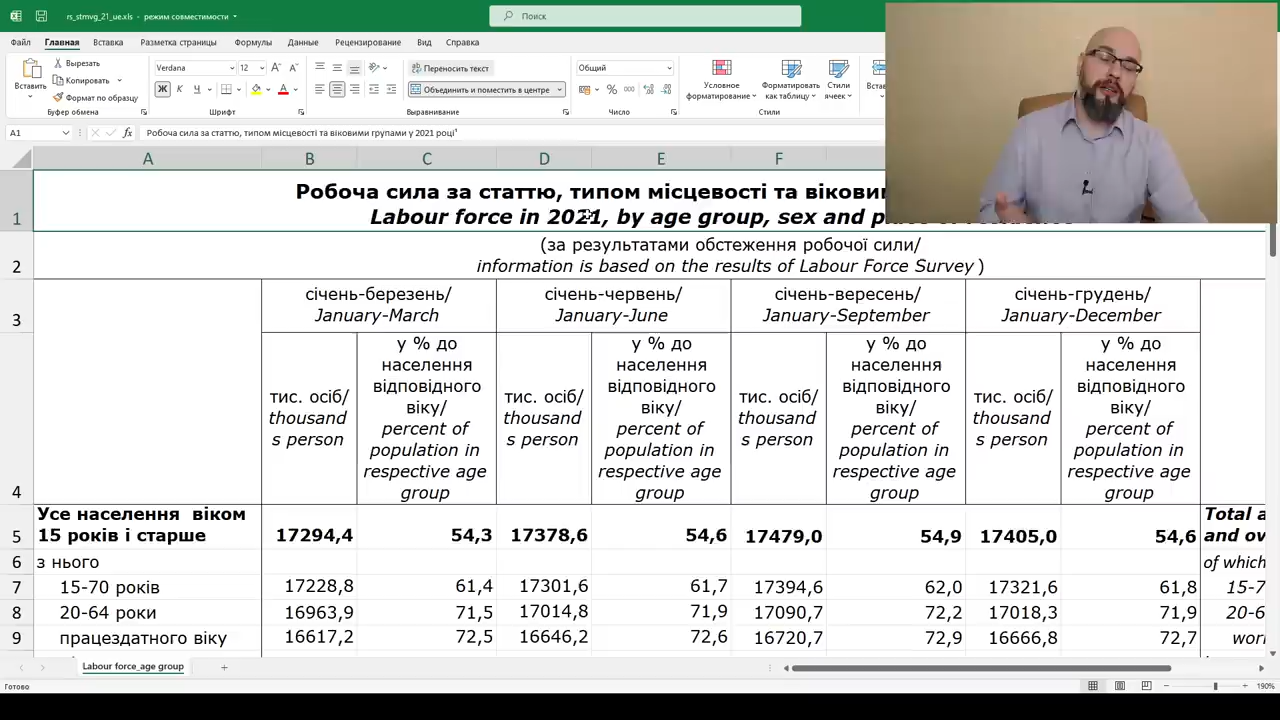 rs_stmvg_21_ue.xls - режим совместимости
Поиск
Файл Главная Вставка Разметка страницы Формулы Данные Рецензирование Вид Справка
Вставить
Вырезать
Копировать
Формат по образцу
Буфер обмена
Verdana 12
Ж К Ч
Шрифт
Переносить текст
Объединить и поместить в центре
Выравнивание
Общий
Число
Условное форматирование
Форматировать как таблицу
Стили ячеек
Стили
A1
fx
Робоча сила за статтю, типом місцевості та віковими групами у 2021 році¹
A B C D E F
1
Робоча сила за статтю, типом місцевості та
Labour force in 2021, by age group, sex and
2
(за результатами обстеження робочої сили/
information is based on the results of Labour Force Survey )
3
січень-березень/ січень-червень/ січень-вересень/ січень-грудень/
January-March January-June January-September January-December
4
тис. осіб/
thousand
s person
у % до
населення
відповідного
віку/
percent of
population in
respective age
group
тис. осіб/
thousand
s person
у % до
населення
відповідного
віку/
percent of
population in
respective age
group
тис. осіб/
thousand
s person
у % до
населення
відповідного
віку/
percent of
population in
respective age
group
тис. осіб/
thousand
s person
у % до
населення
відповідного
віку/
percent of
population in
respective age
group
Усе населення віком
5 15 років і старше 17294,4 54,3 17378,6 54,6 17479,0 54,9 17405,0 54,6 Total
6 з нього of which
7 15-70 років 17228,8 61,4 17301,6 61,7 17394,6 62,0 17321,6 61,8
8 20-64 роки 16963,9 71,5 17014,8 71,9 17090,7 72,2 17018,3 71,9
9 працездатного віку 16617,2 72,5 16646,2 72,6 16720,7 72,9 16666,8 72,7
Labour force_age group
Готово
190%